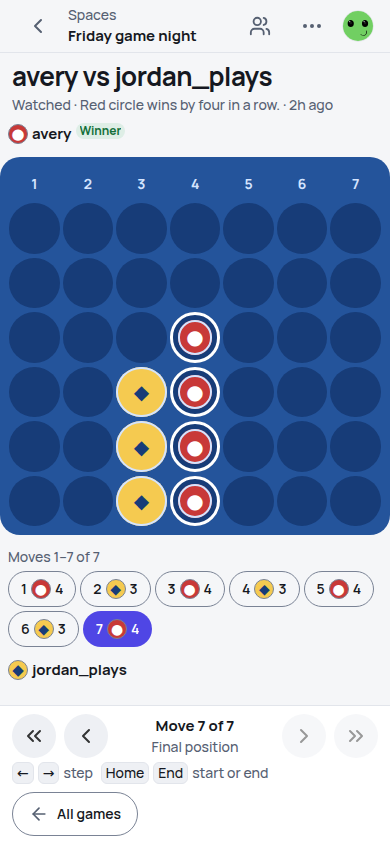 Spaces
Friday game night
avery vs jordan_plays
Watched · Red circle wins by four in a row. · 2h ago
avery Winner
1 2 3 4 5 6 7
Moves 1–7 of 7
1 4 2 3 3 4 4 3 5 4
6 3 7 4
jordan_plays
Move 7 of 7
Final position
← → step Home End start or end
← All games